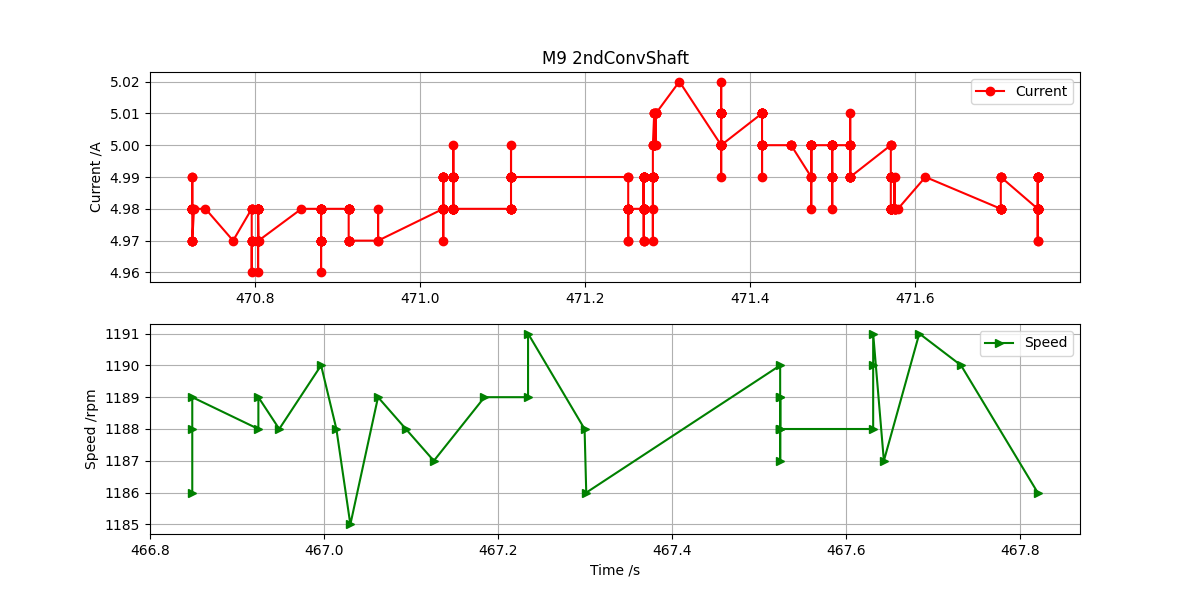 M9 2ndConvShaft
5.02
5.01
5.00
4.99
4.98
4.97
4.96
Current /A
Current
470.8 471.0 471.2 471.4 471.6
1191
1190
1189
1188
1187
1186
1185
Speed /rpm
Speed
466.8 467.0 467.2 467.4 467.6 467.8
Time /s